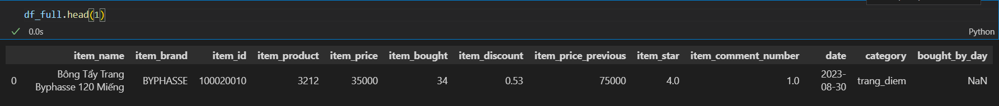 df_full.head(1)
0.0s
Python
item_name item_brand item_id item_product item_price item_bought item_discount item_price_previous item_star item_comment_number date category bought_by_day
0 Bông Tẩy Trang Byphasse 120 Miếng BYPHASSE 100020010 3212 35000 34 0.53 75000 4.0 1.0 2023-08-30 trang_diem NaN